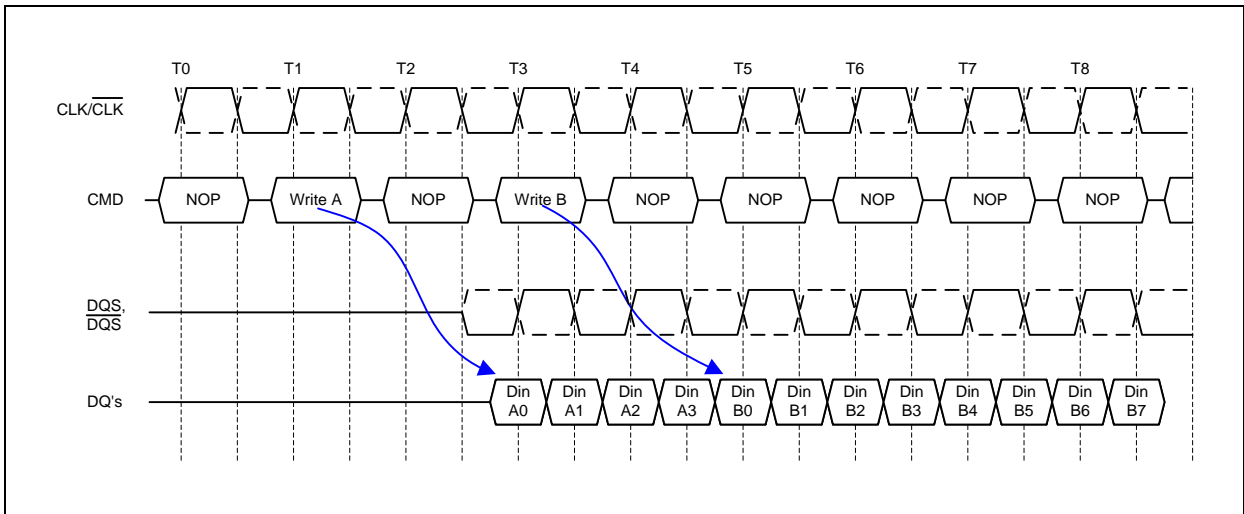 T0 T1 T2 T3 T4 T5 T6 T7 T8
CLK/CLK
CMD NOP Write A NOP Write B NOP NOP NOP NOP NOP
DQS,
DQS
DQ's Din Din Din Din Din Din Din Din Din Din Din Din
A0 A1 A2 A3 B0 B1 B2 B3 B4 B5 B6 B7